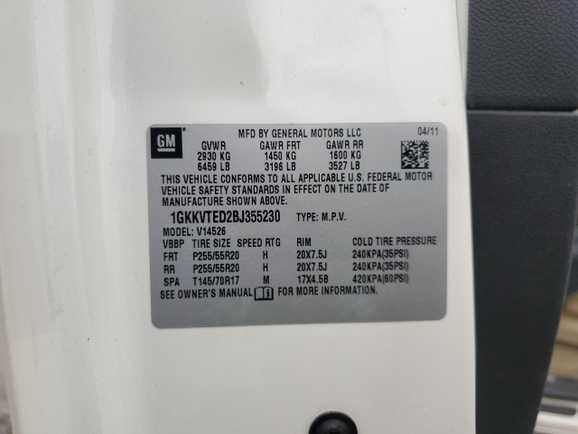 GM
MFD BY GENERAL MOTORS LLC 04/11
GVWR GAWR FRT GAWR RR
2930 KG 1450 KG 1600 KG
6459 LB 3196 LB 3527 LB
THIS VEHICLE CONFORMS TO ALL APPLICABLE U.S. FEDERAL MOTOR
VEHICLE SAFETY STANDARDS IN EFFECT ON THE DATE OF
MANUFACTURE SHOWN ABOVE.
1GKKVTED2BJ355230 TYPE: M.P.V.
MODEL: V14526
VBBP TIRE SIZE SPEED RTG RIM COLD TIRE PRESSURE
FRT P255/55R20 H 20X7.5J 240KPA(35PSI)
RR P255/55R20 H 20X7.5J 240KPA(35PSI)
SPA T145/70R17 M 17X4.5B 420KPA(60PSI)
SEE OWNER'S MANUAL FOR MORE INFORMATION.